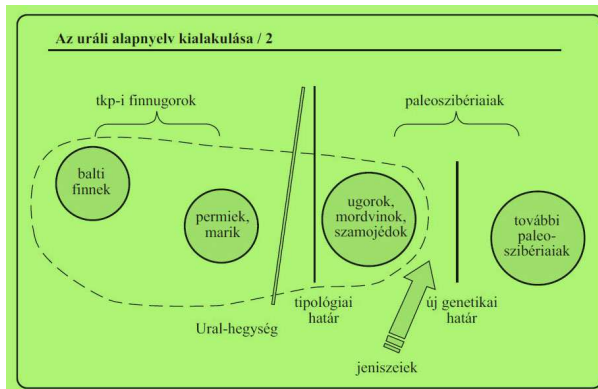 Az uráli alapnyelv kialakulása / 2
tkp-i finnugorok
paleoszibériaiak
balti
finnek
permiek,
marik
ugorok,
mordvinok,
szamojédok
további
paleo-
szibériaiak
tipológiai
határ
új genetikai
határ
Ural-hegység
jeniszeiek